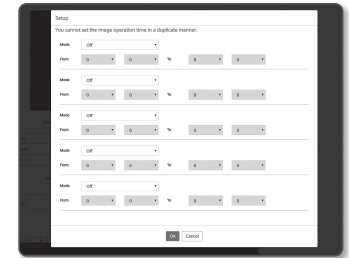 Setup
You cannot set the image operation time in a duplicate manner.
Mode Off
From 0 0 To 0 0
Mode Off
From 0 0 To 0 0
Mode Off
From 0 0 To 0 0
Mode Off
From 0 0 To 0 0
Mode Off
From 0 0 To 0 0
OK Cancel